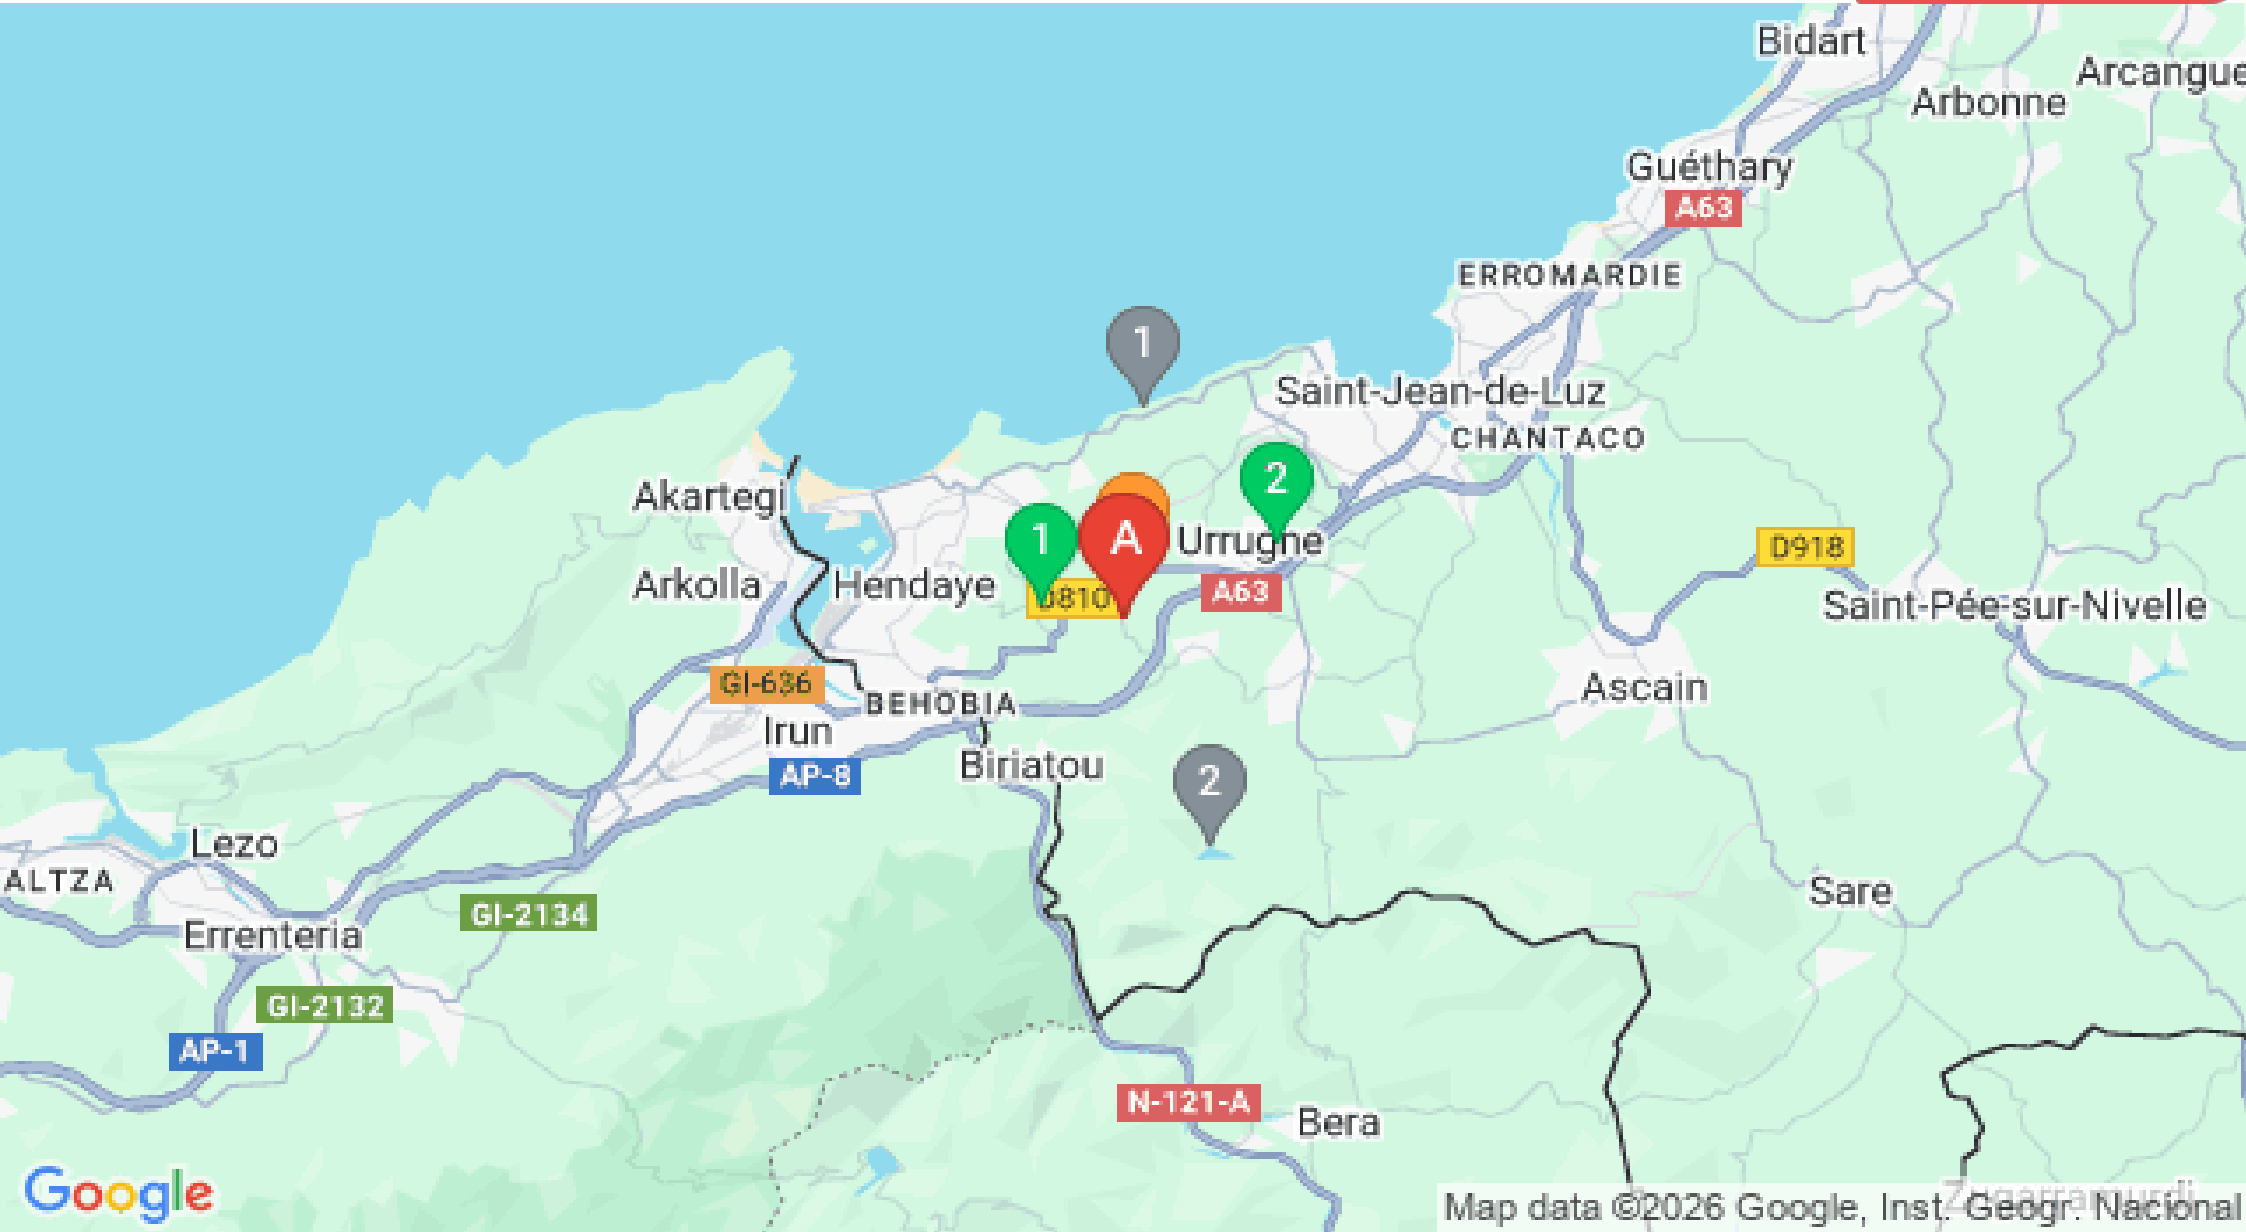 Bidart
Arcangue
Arbonne
Guéthary
A63
ERROMARDIE
1
Saint-Jean-de-Luz
CHANTACO
2
Akartegi
1
A
Urrugne
D918
Arkolla
Hendaye
D810
A63
Saint-Pée-sur-Nivelle
GI-636
Ascain
BEHOBIA
Irun
Biriatou
AP-8
2
Lezo
ALTZA
Sare
GI-2134
Errenteria
GI-2132
AP-1
N-121-A
Bera
Zugarramurdi
Google
Map data ©2026 Google, Inst. Geogr. Nacional